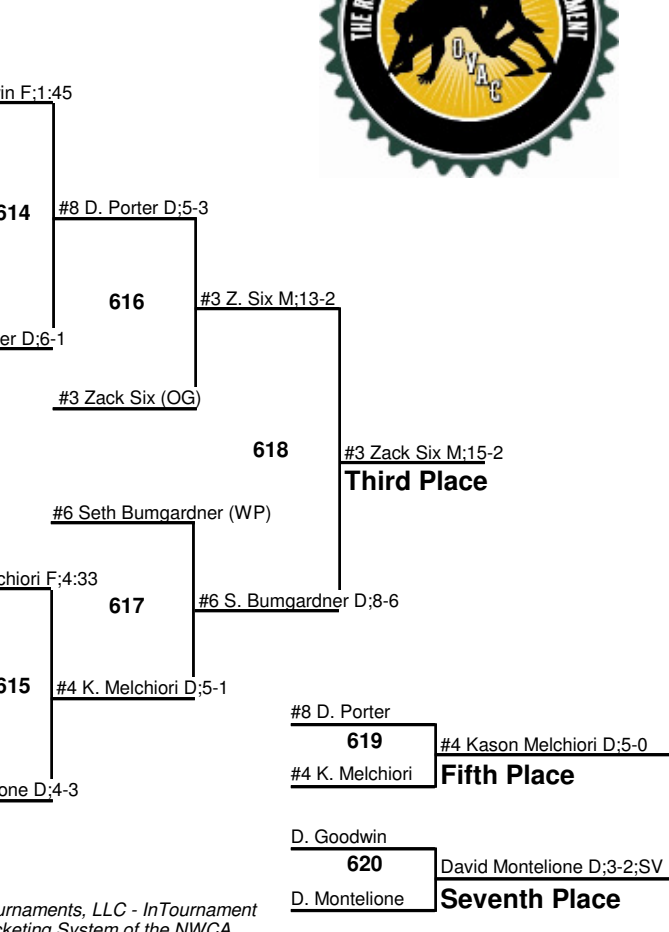 THE R
MENT
OVAC
in F;1:45
614
#8 D. Porter D;5-3
616
#3 Z. Six M;13-2
er D;6-1
#3 Zack Six (OG)
618
#3 Zack Six M;15-2
Third Place
#6 Seth Bumgardner (WP)
chiori F;4:33
617
#6 S. Bumgardner D;8-6
615
#4 K. Melchiori D;5-1
#8 D. Porter
619
#4 Kason Melchiori D;5-0
#4 K. Melchiori
Fifth Place
one D;4-3
D. Goodwin
620
David Montelione D;3-2;SV
D. Montelione
Seventh Place
urnaments, LLC - InTournament
cketing System of the NWCA